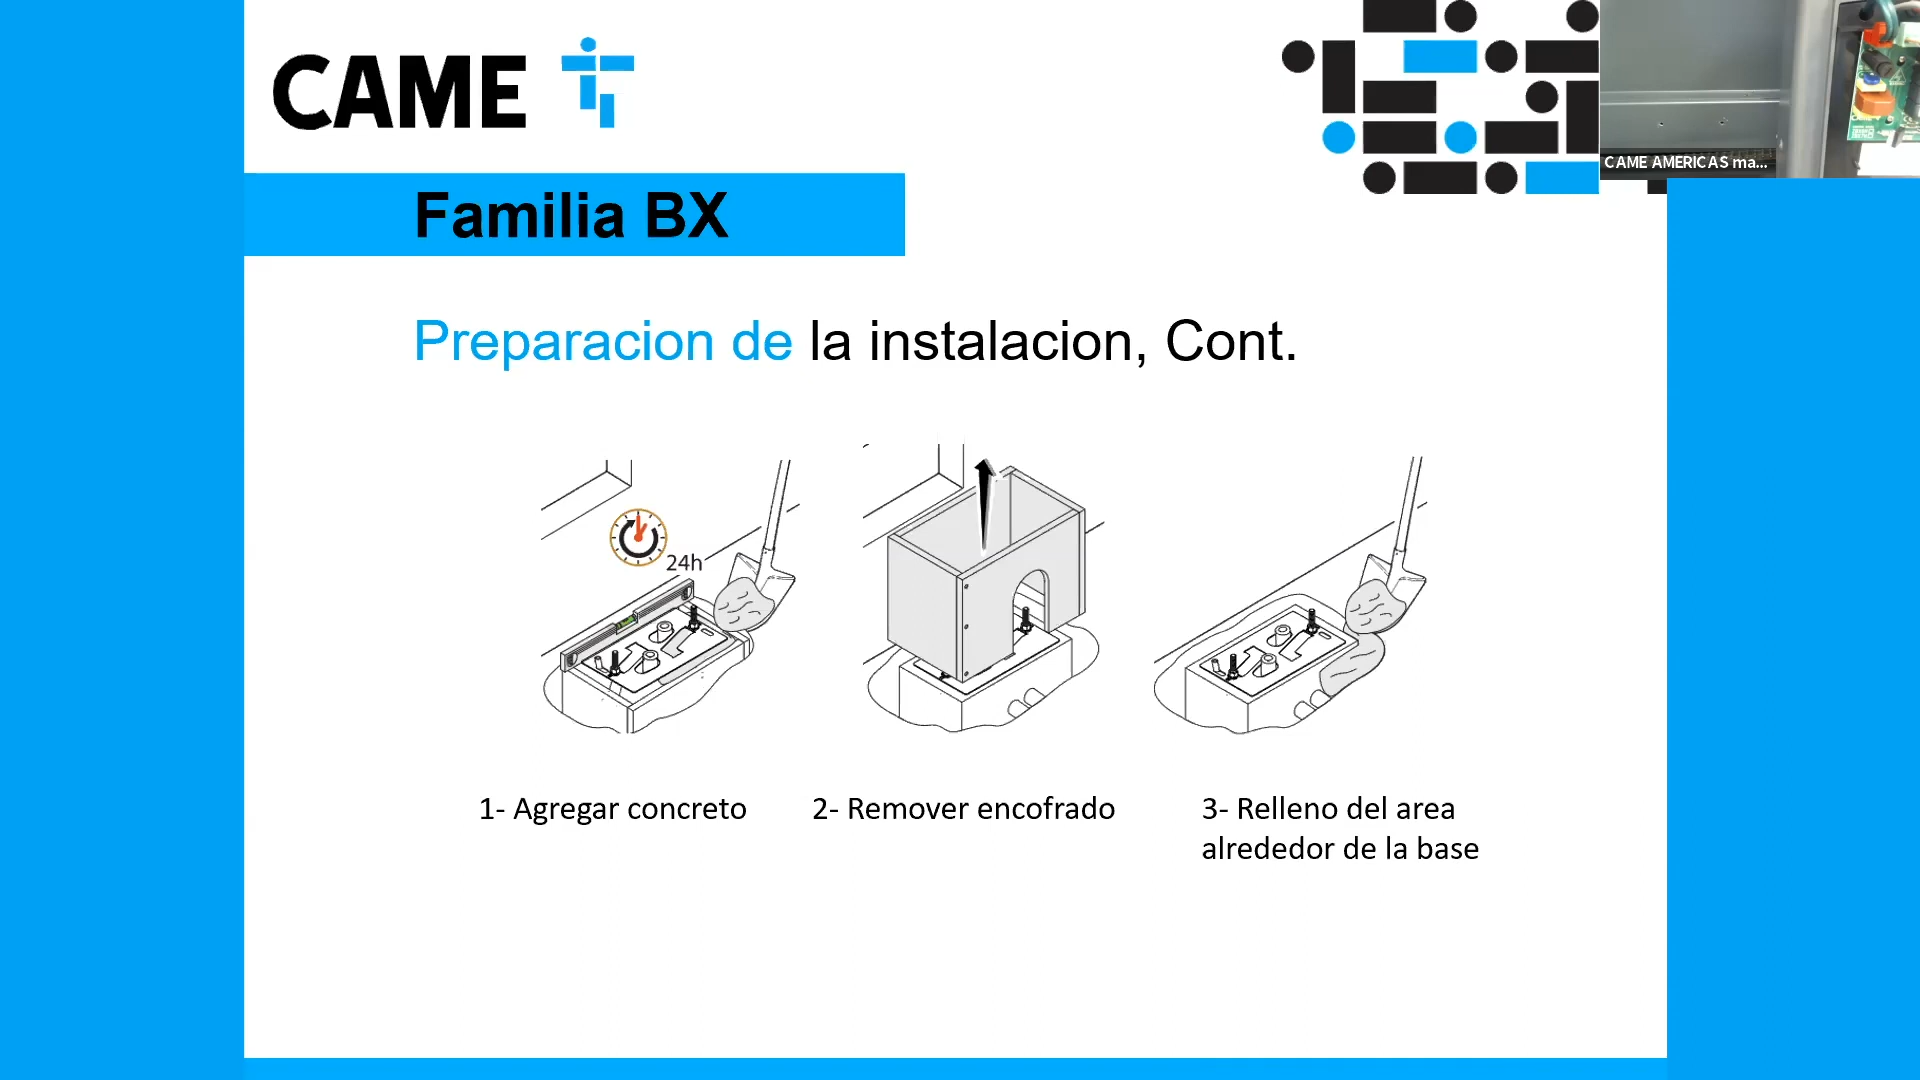 CAME
CAME AMERICAS ma...
Familia BX
Preparacion de la instalacion, Cont.
24h
1- Agregar concreto
2- Remover encofrado
3- Relleno del area
alrededor de la base